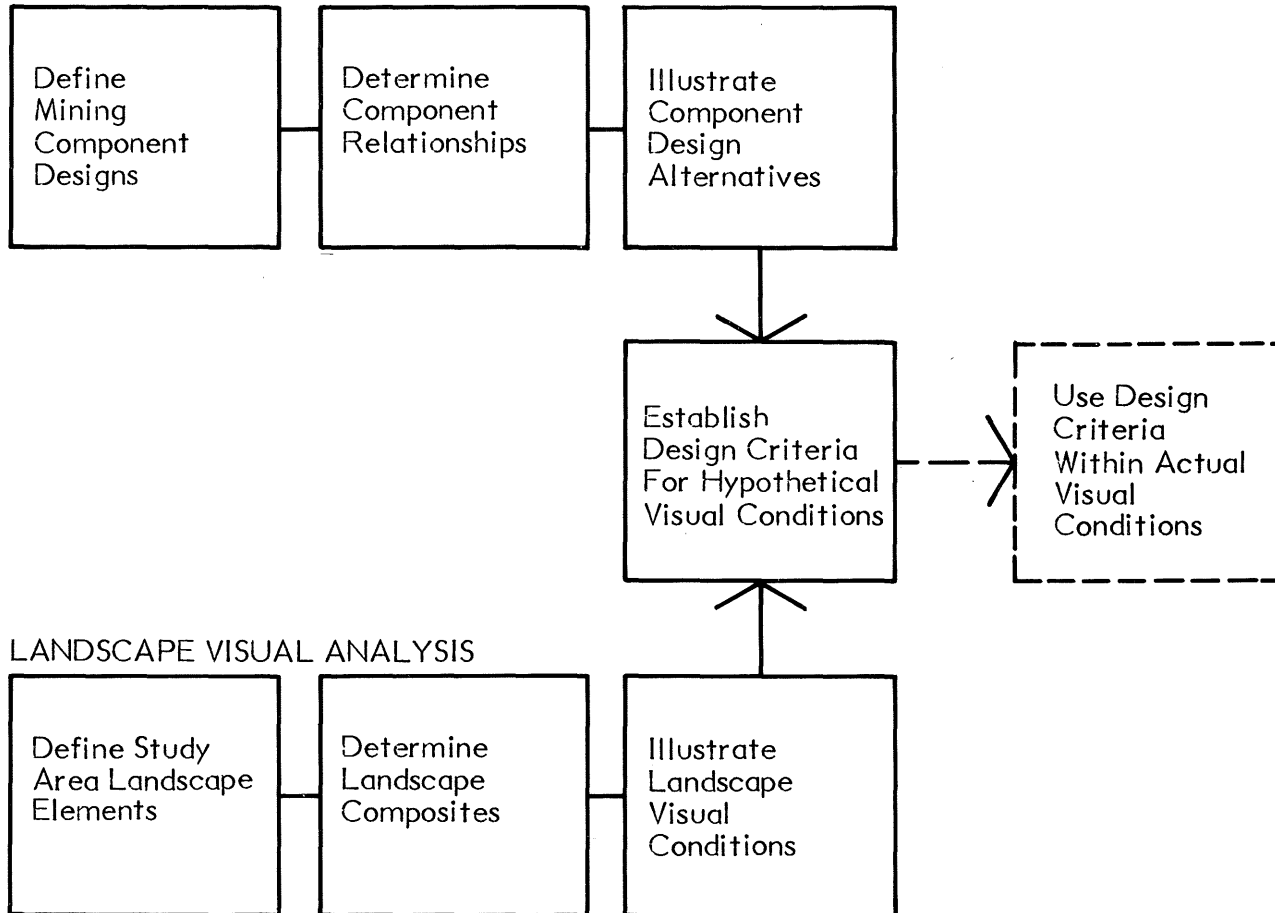 Define
Mining
Component
Designs
Determine
Component
Relationships
Illustrate
Component
Design
Alternatives
Establish
Design Criteria
For Hypothetical
Visual Conditions
Use Design
Criteria
Within Actual
Visual
Conditions
LANDSCAPE VISUAL ANALYSIS
Define Study
Area Landscape
Elements
Determine
Landscape
Composites
Illustrate
Landscape
Visual
Conditions